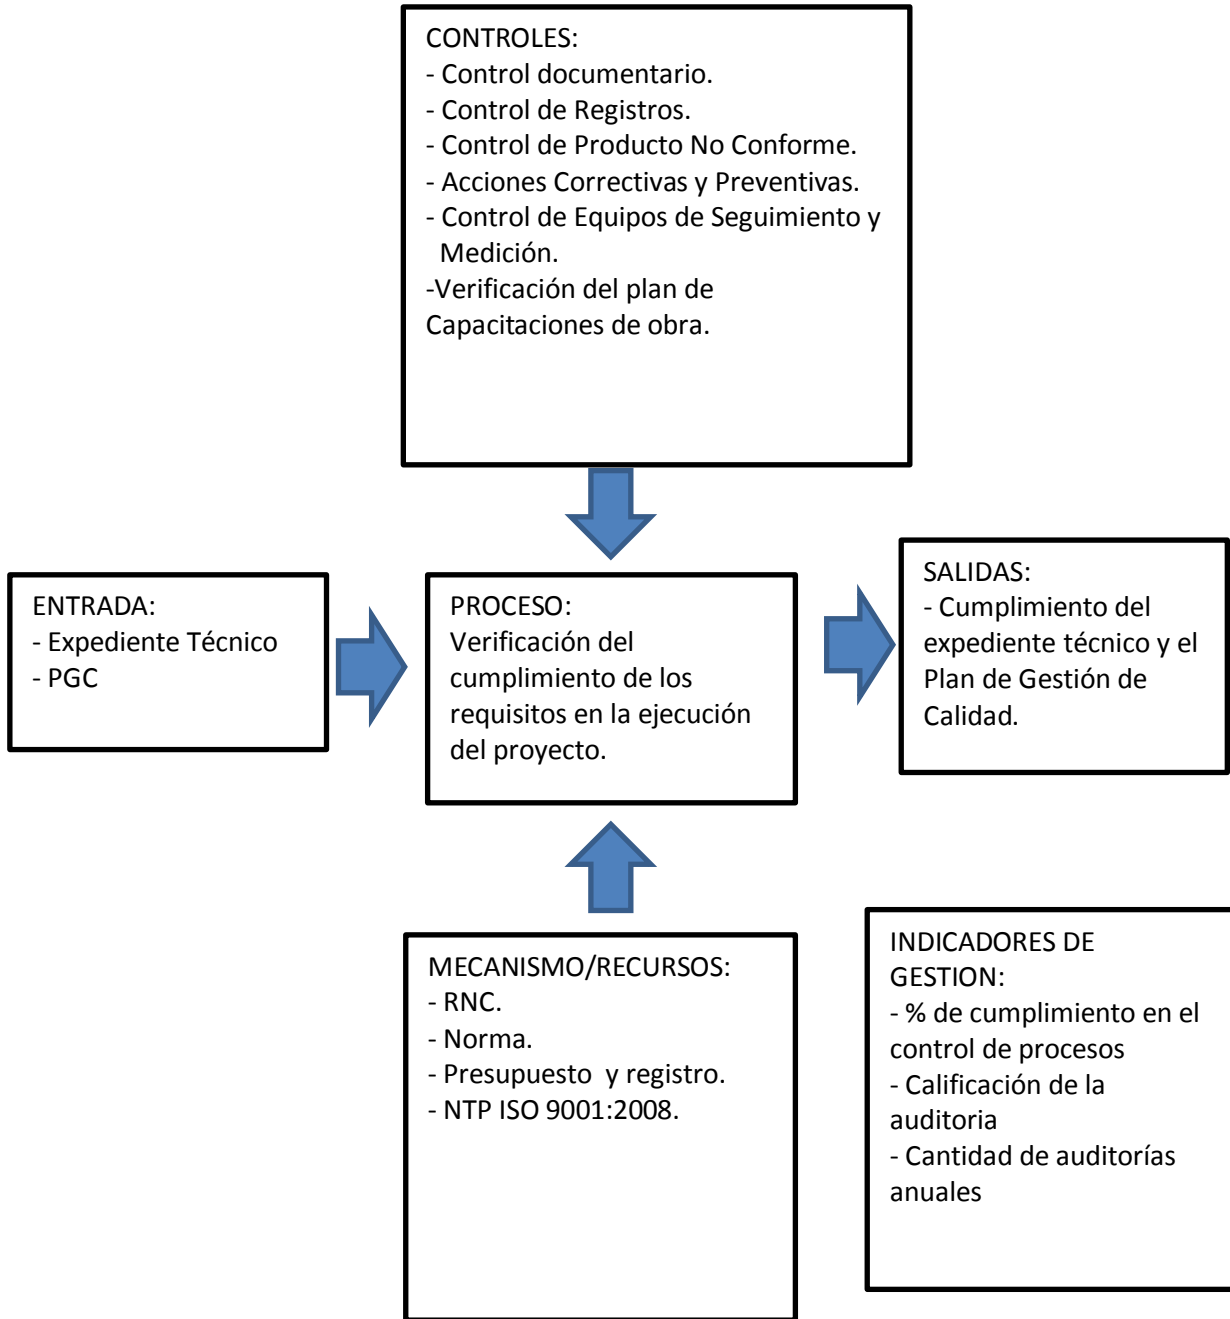 CONTROLES:
- Control documentario.
- Control de Registros.
- Control de Producto No Conforme.
- Acciones Correctivas y Preventivas.
- Control de Equipos de Seguimiento y
Medición.
-Verificación del plan de
Capacitaciones de obra.
ENTRADA:
- Expediente Técnico
- PGC
PROCESO:
Verificación del
cumplimiento de los
requisitos en la ejecución
del proyecto.
SALIDAS:
- Cumplimiento del
expediente técnico y el
Plan de Gestión de
Calidad.
MECANISMO/RECURSOS:
- RNC.
- Norma.
- Presupuesto y registro.
- NTP ISO 9001:2008.
INDICADORES DE
GESTION:
- % de cumplimiento en el
control de procesos
- Calificación de la
auditoria
- Cantidad de auditorías
anuales